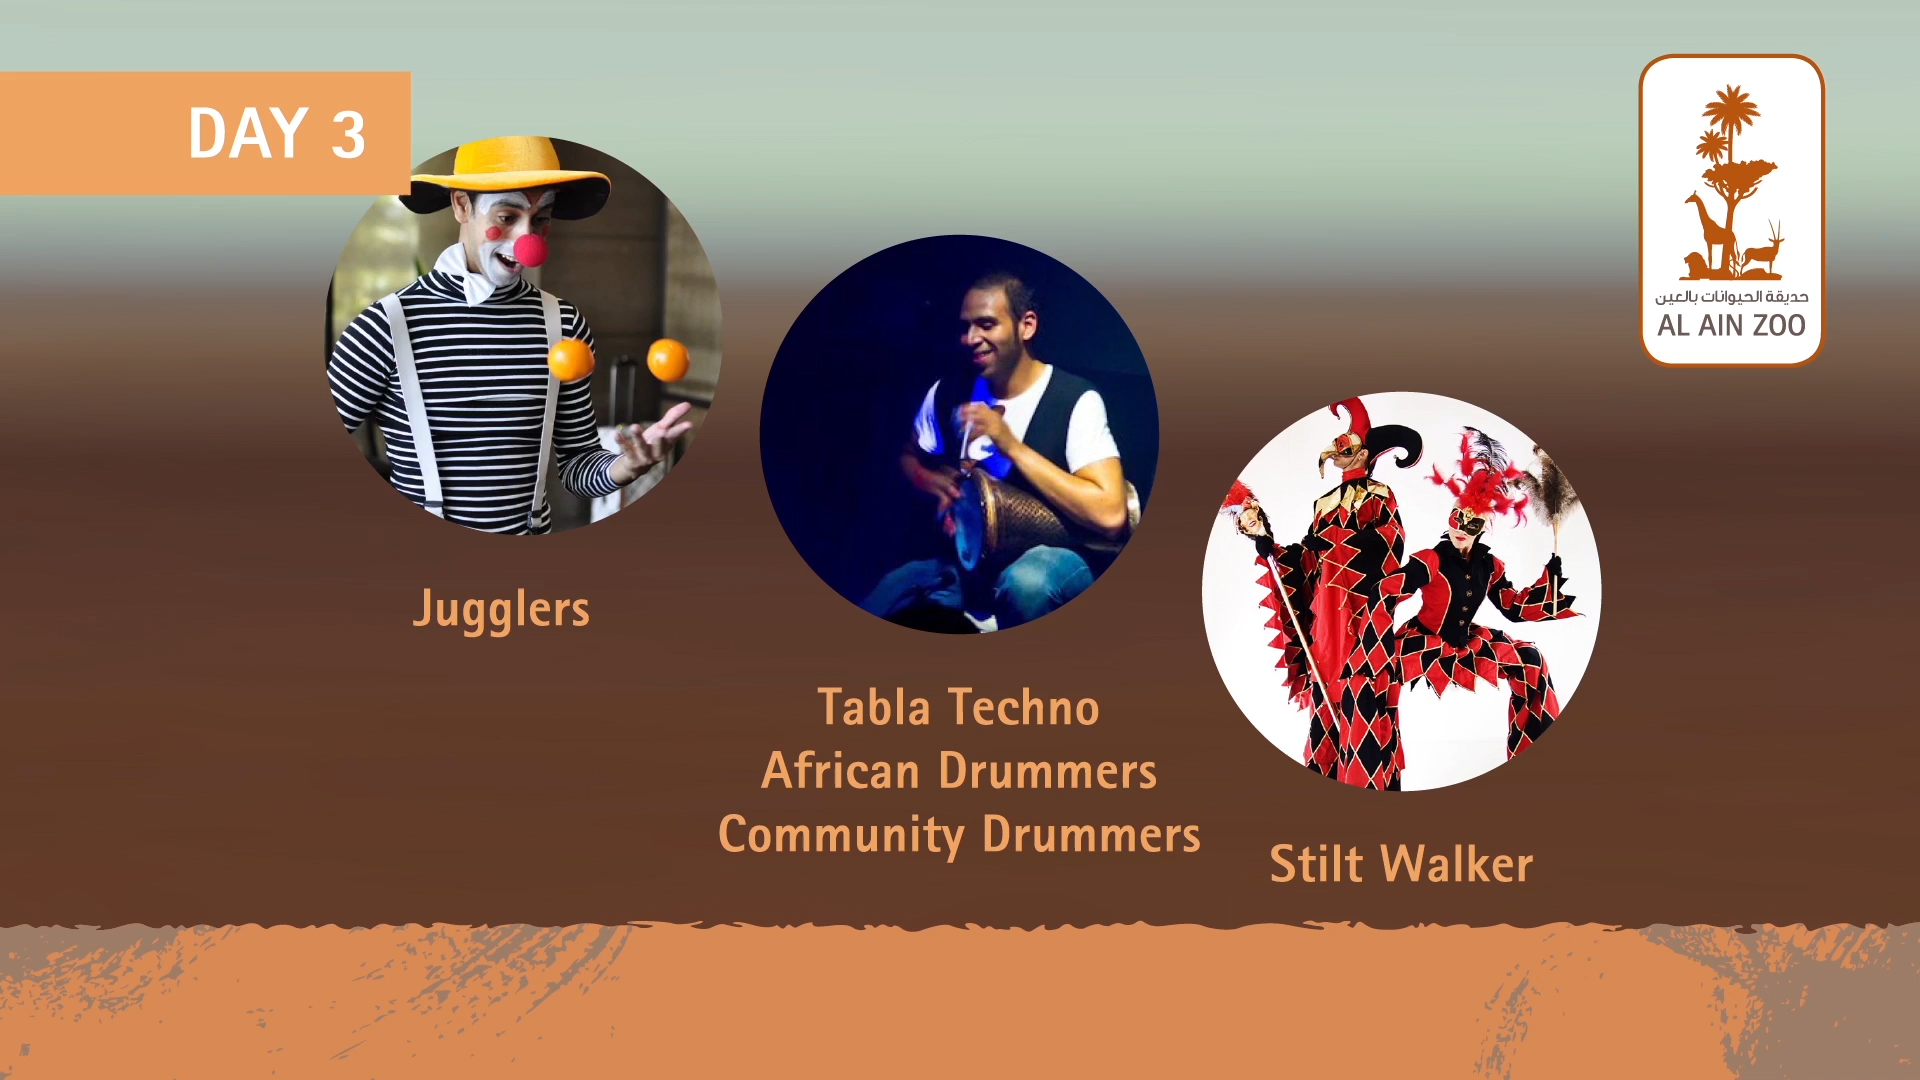 DAY 3
حديقة الحيوانات بالعين
AL AIN ZOO
Jugglers
Tabla Techno
African Drummers
Community Drummers
Stilt Walker